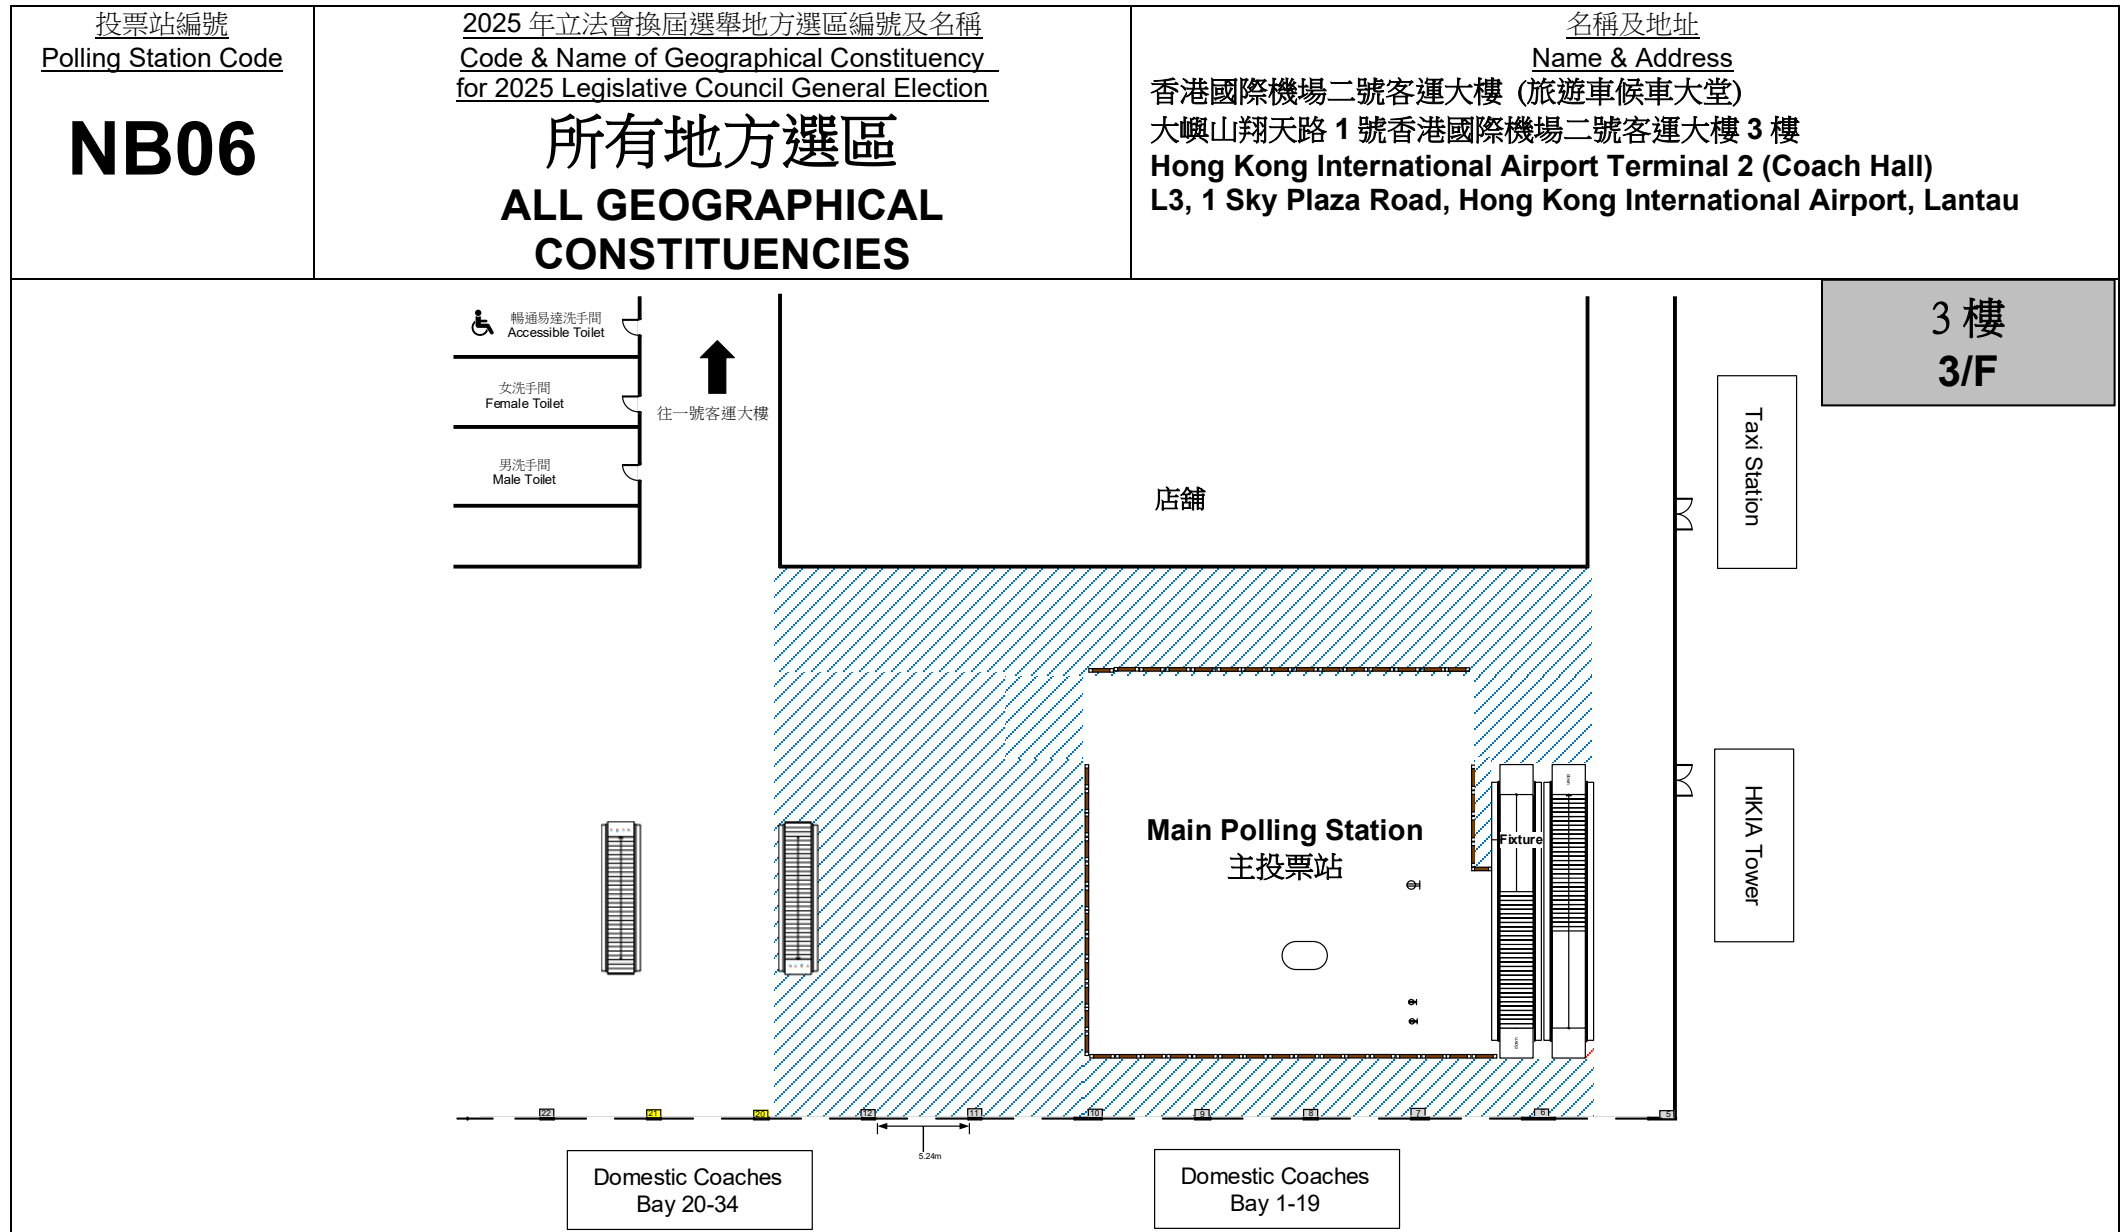 投票站編號
Polling Station Code
NB06
2025 年立法會換屆選舉地方選區編號及名稱
Code & Name of Geographical Constituency
for 2025 Legislative Council General Election
所有地方選區
ALL GEOGRAPHICAL
CONSTITUENCIES
名稱及地址
Name & Address
香港國際機場二號客運大樓 (旅遊車候車大堂)
大嶼山翔天路 1 號香港國際機場二號客運大樓 3 樓
Hong Kong International Airport Terminal 2 (Coach Hall)
L3, 1 Sky Plaza Road, Hong Kong International Airport, Lantau
3 樓
3/F
暢通易達洗手間
Accessible Toilet
女洗手間
Female Toilet
男洗手間
Male Toilet
往一號客運大樓
店舖
Taxi Station
HKIA Tower
Main Polling Station
主投票站
Fixture
down
down
22
21
20
12
11
10
9
8
7
6
5
5.24m
Domestic Coaches
Bay 20-34
Domestic Coaches
Bay 1-19